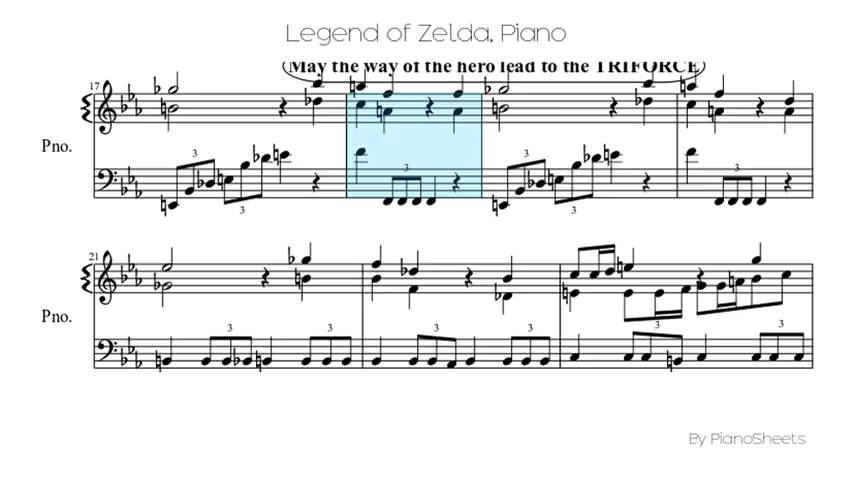 Legend of Zelda, Piano
May the way of the hero lead to the TRIFORCE
17
Pno.
3 3 3 3 3
3 3
21
Pno.
3 3 3 3 3 3
By PianoSheets